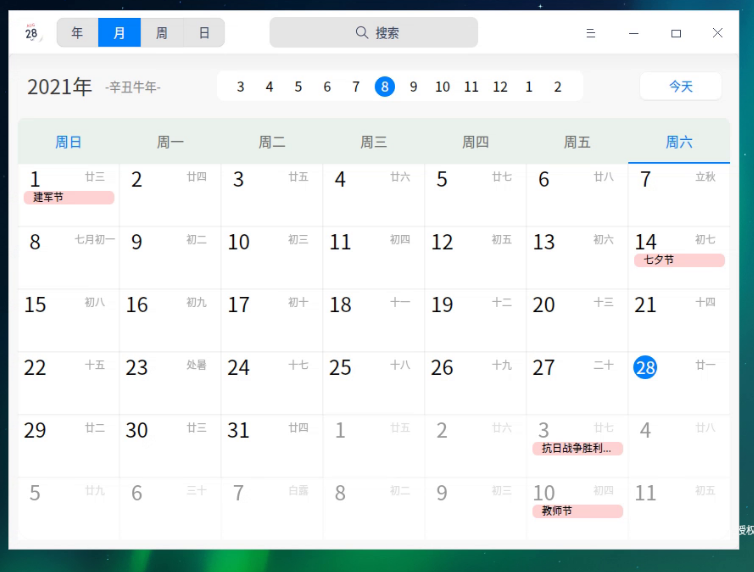 28 年 月 周 日 搜索
2021年 -辛丑牛年- 3 4 5 6 7 8 9 10 11 12 1 2 今天
周日 周一 周二 周三 周四 周五 周六
1 廿三 2 廿四 3 廿五 4 廿六 5 廿七 6 廿八 7 立秋
建军节
8 七月初一 9 初二 10 初三 11 初四 12 初五 13 初六 14 初七
七夕节
15 初八 16 初九 17 初十 18 十一 19 十二 20 十三 21 十四
22 十五 23 处暑 24 十七 25 十八 26 十九 27 二十 28 廿一
29 廿二 30 廿三 31 廿四 1 廿五 2 廿六 3 廿七 4 廿八
抗日战争胜利...
5 廿九 6 三十 7 白露 8 初二 9 初三 10 初四 11 初五
教师节
授权